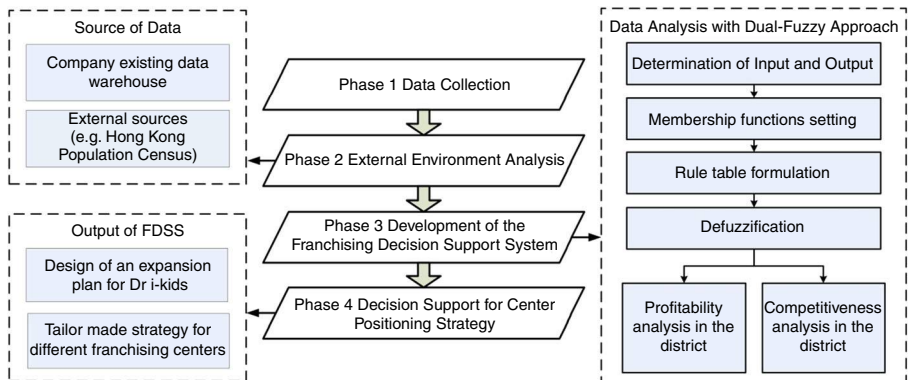 Source of Data
Company existing data
warehouse
External sources
(e.g. Hong Kong
Population Census)
Output of FDSS
Design of an expansion
plan for Dr i-kids
Tailor made strategy for
different franchising centers
Phase 1 Data Collection
Phase 2 External Environment Analysis
Phase 3 Development of the
Franchising Decision Support System
Phase 4 Decision Support for Center
Positioning Strategy
Data Analysis with Dual-Fuzzy Approach
Determination of Input and Output
Membership functions setting
Rule table formulation
Defuzzification
Profitability
analysis in the
district
Competitiveness
analysis in the
district